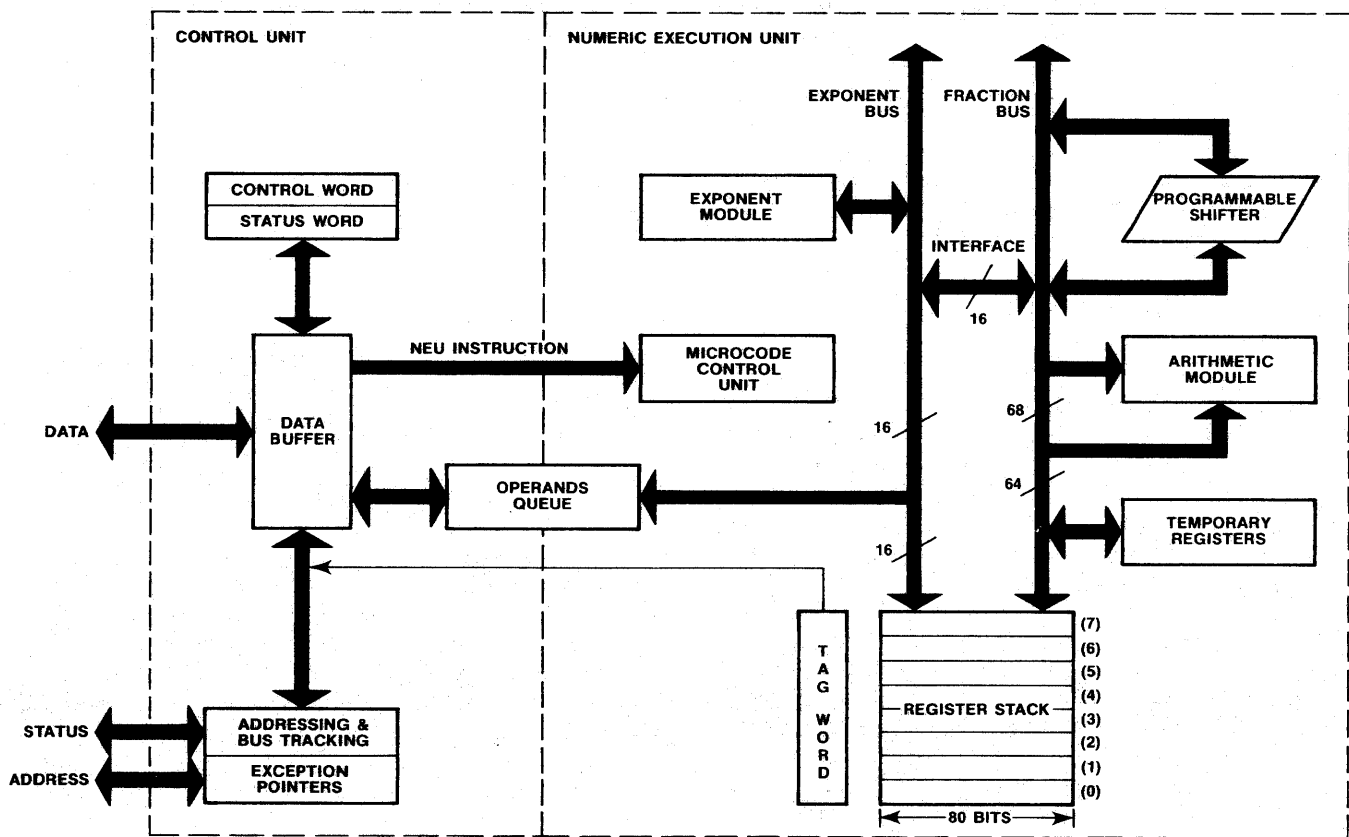 CONTROL UNIT
NUMERIC EXECUTION UNIT
EXPONENT
BUS
FRACTION
BUS
CONTROL WORD
STATUS WORD
EXPONENT
MODULE
PROGRAMMABLE
SHIFTER
INTERFACE
16
NEU INSTRUCTION
MICROCODE
CONTROL
UNIT
ARITHMETIC
MODULE
DATA
DATA
BUFFER
16
68
OPERANDS
QUEUE
64
16
TEMPORARY
REGISTERS
TAG WORD
REGISTER STACK
(7)
(6)
(5)
(4)
(3)
(2)
(1)
(0)
STATUS
ADDRESS
ADDRESSING &
BUS TRACKING
EXCEPTION
POINTERS
80 BITS